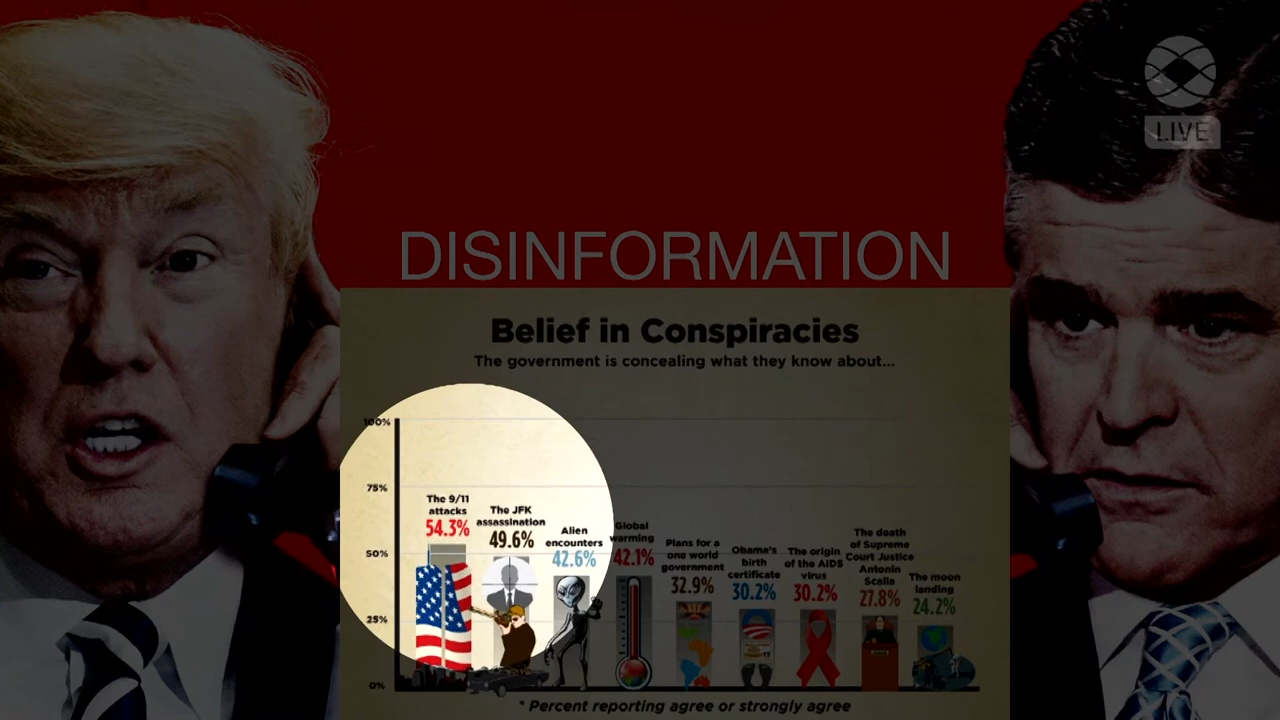 LIVE
DISINFORMATION
Belief in Conspiracies
The government is concealing what they know about...
100%
75%
50%
25%
0%
The 9/11
attacks
54.3%
The JFK
assassination
49.6%
Alien
encounters
42.6%
Global
warming
42.1%
Plans for a
one world
government
32.9%
Obama's
birth
certificate
30.2%
The origin
of the AIDS
virus
30.2%
The death
of Supreme
Court Justice
Antonin
Scalia
27.8%
The moon
landing
24.2%
* Percent reporting agree or strongly agree